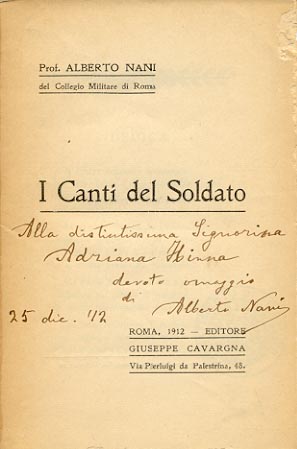 Prof. ALBERTO NANI
del Collegio Militare di Roma
I Canti del Soldato
Alla distintissima Signorina
Adriana Hinna
devoto omaggio
di
Alberto Nani
25 dic. '12
ROMA, 1912 — EDITORE
GIUSEPPE CAVARGNA
Via Pierluigi da Palestrina, 48.